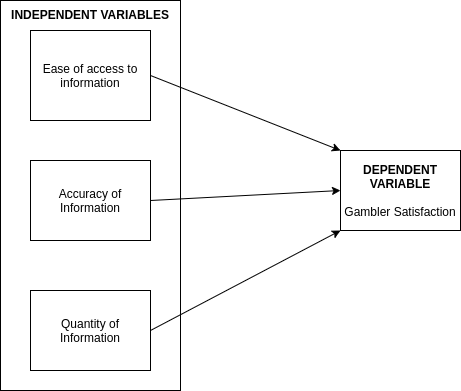 INDEPENDENT VARIABLES
Ease of access to
information
Accuracy of
Information
Quantity of
Information
DEPENDENT
VARIABLE
Gambler Satisfaction